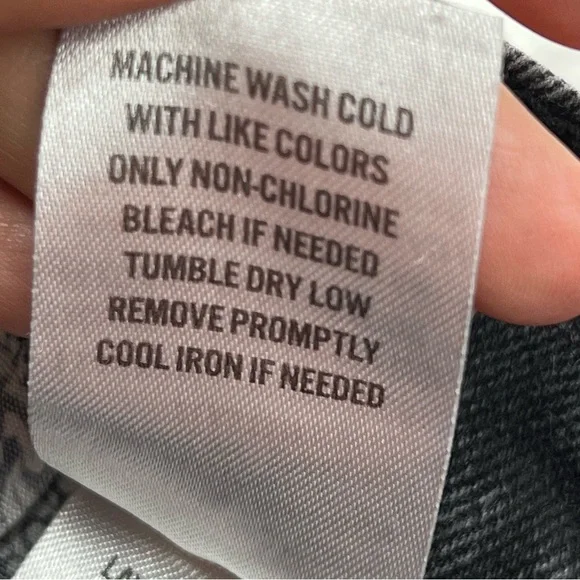 MACHINE WASH COLD
WITH LIKE COLORS
ONLY NON-CHLORINE
BLEACH IF NEEDED
TUMBLE DRY LOW
REMOVE PROMPTLY
COOL IRON IF NEEDED